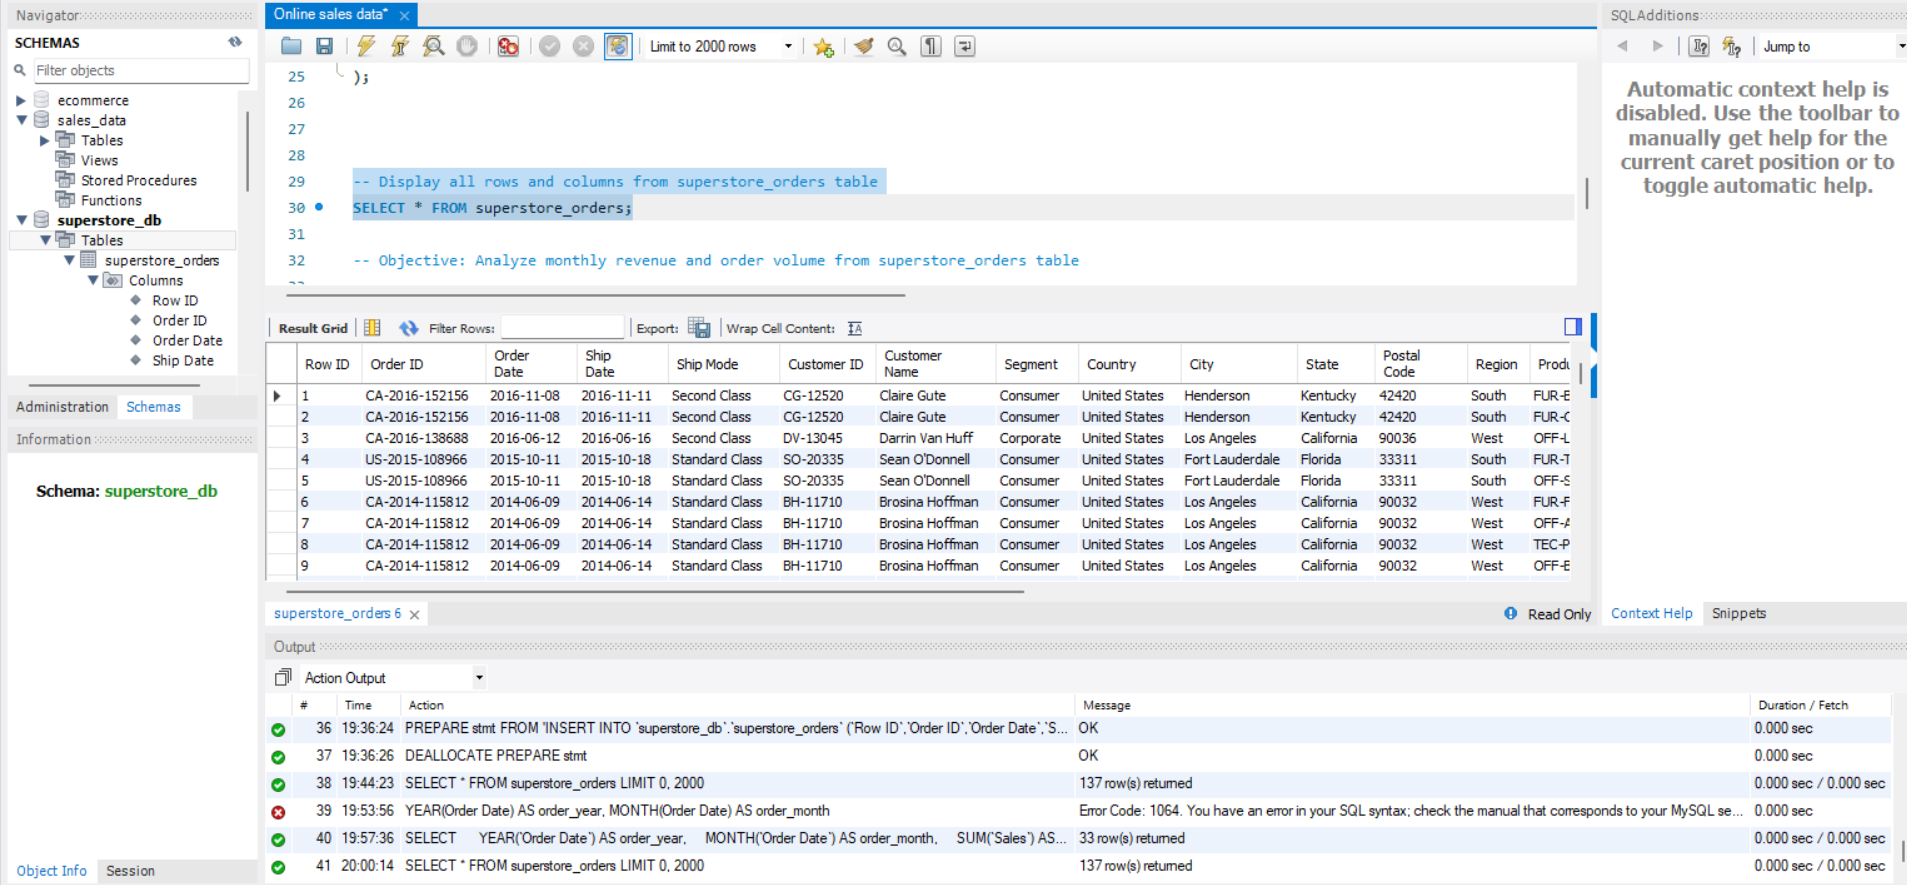 Navigator
SCHEMAS
Filter objects
ecommerce
sales_data
Tables
Views
Stored Procedures
Functions
superstore_db
Tables
superstore_orders
Columns
Row ID
Order ID
Order Date
Ship Date
Administration Schemas
Information
Schema: superstore_db
Object Info Session
Online sales data*
Limit to 2000 rows
25 );
26
27
28
29 -- Display all rows and columns from superstore_orders table
30 SELECT * FROM superstore_orders;
31
32 -- Objective: Analyze monthly revenue and order volume from superstore_orders table
Result Grid Filter Rows: Export: Wrap Cell Content:
Row ID Order ID Order Date Ship Date Ship Mode Customer ID Customer Name Segment Country City State Postal Code Region Produ
1 CA-2016-152156 2016-11-08 2016-11-11 Second Class CG-12520 Claire Gute Consumer United States Henderson Kentucky 42420 South FUR-B
2 CA-2016-152156 2016-11-08 2016-11-11 Second Class CG-12520 Claire Gute Consumer United States Henderson Kentucky 42420 South FUR-C
3 CA-2016-138688 2016-06-12 2016-06-16 Second Class DV-13045 Darrin Van Huff Corporate United States Los Angeles California 90036 West OFF-L
4 US-2015-108966 2015-10-11 2015-10-18 Standard Class SO-20335 Sean O'Donnell Consumer United States Fort Lauderdale Florida 33311 South FUR-T
5 US-2015-108966 2015-10-11 2015-10-18 Standard Class SO-20335 Sean O'Donnell Consumer United States Fort Lauderdale Florida 33311 South OFF-S
6 CA-2014-115812 2014-06-09 2014-06-14 Standard Class BH-11710 Brosina Hoffman Consumer United States Los Angeles California 90032 West FUR-F
7 CA-2014-115812 2014-06-09 2014-06-14 Standard Class BH-11710 Brosina Hoffman Consumer United States Los Angeles California 90032 West OFF-A
8 CA-2014-115812 2014-06-09 2014-06-14 Standard Class BH-11710 Brosina Hoffman Consumer United States Los Angeles California 90032 West TEC-P
9 CA-2014-115812 2014-06-09 2014-06-14 Standard Class BH-11710 Brosina Hoffman Consumer United States Los Angeles California 90032 West OFF-B
superstore_orders 6 Read Only
SQLAdditions
Jump to
Automatic context help is
disabled. Use the toolbar to
manually get help for the
current caret position or to
toggle automatic help.
Context Help Snippets
Output
Action Output
# Time Action Message Duration / Fetch
36 19:36:24 PREPARE stmt FROM 'INSERT INTO `superstore_db`.`superstore_orders` (`Row ID`,`Order ID`,`Order Date`,`S... OK 0.000 sec
37 19:36:26 DEALLOCATE PREPARE stmt OK 0.000 sec
38 19:44:23 SELECT * FROM superstore_orders LIMIT 0, 2000 137 row(s) returned 0.000 sec / 0.000 sec
39 19:53:56 YEAR(Order Date) AS order_year, MONTH(Order Date) AS order_month Error Code: 1064. You have an error in your SQL syntax; check the manual that corresponds to your MySQL se... 0.000 sec
40 19:57:36 SELECT YEAR(`Order Date`) AS order_year, MONTH(`Order Date`) AS order_month, SUM(`Sales`) AS... 33 row(s) returned 0.000 sec / 0.000 sec
41 20:00:14 SELECT * FROM superstore_orders LIMIT 0, 2000 137 row(s) returned 0.000 sec / 0.000 sec